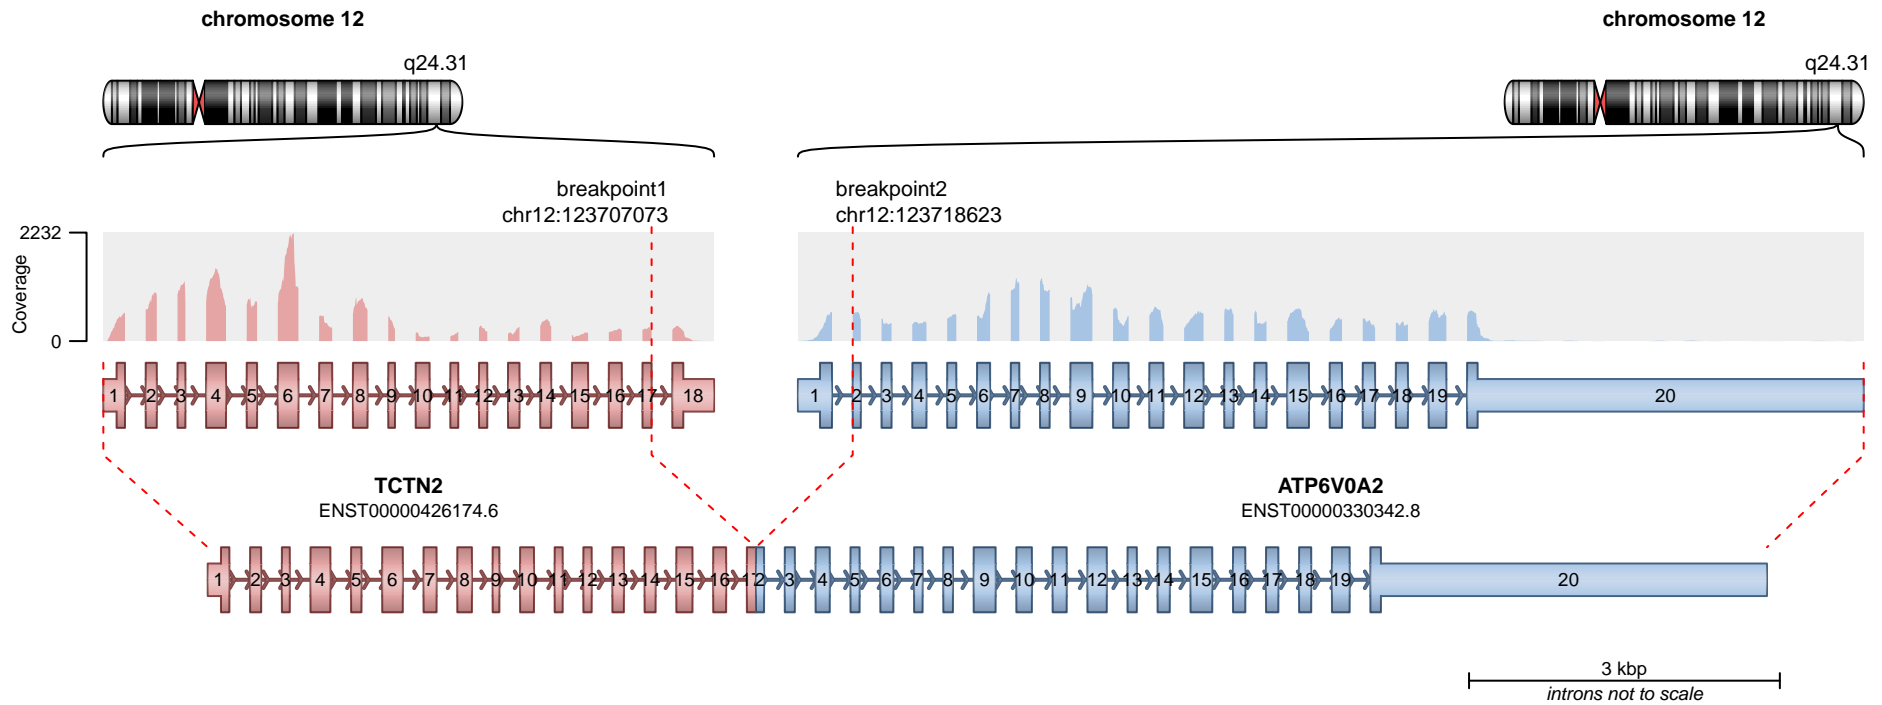 chromosome 12 chromosome 12
q24.31 q24.31
breakpoint1 breakpoint2
chr12:123707073 chr12:123718623
2232
Coverage
0
1 2 3 4 5 6 7 8 9 10 11 12 13 14 15 16 17 18 1 2 3 4 5 6 7 8 9 10 11 12 13 14 15 16 17 18 19 20
TCTN2 ATP6V0A2
ENST00000426174.6 ENST00000330342.8
1 2 3 4 5 6 7 8 9 10 11 12 13 14 15 16 17 2 3 4 5 6 7 8 9 10 11 12 13 14 15 16 17 18 19 20
3 kbp
introns not to scale